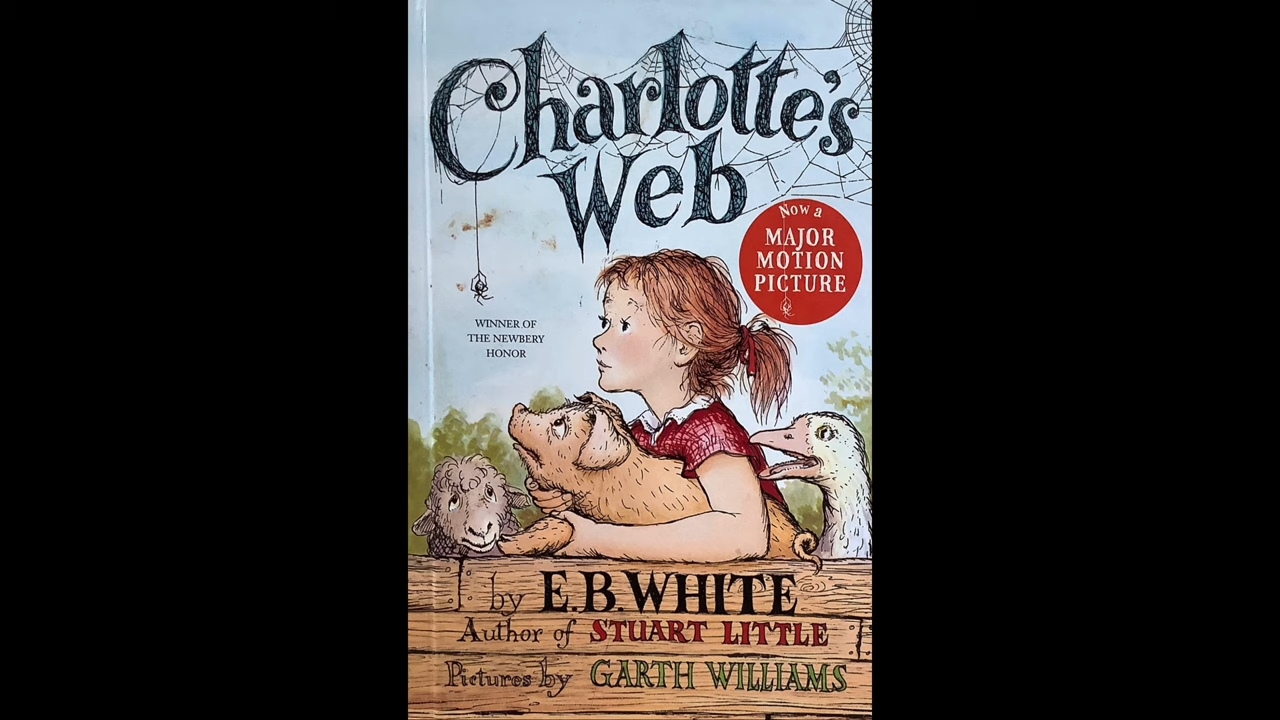 Charlotte's
Web
Now a
MAJOR
MOTION
PICTURE
WINNER OF
THE NEWBERY
HONOR
by E.B.WHITE
Author of STUART LITTLE
Pictures by GARTH WILLIAMS